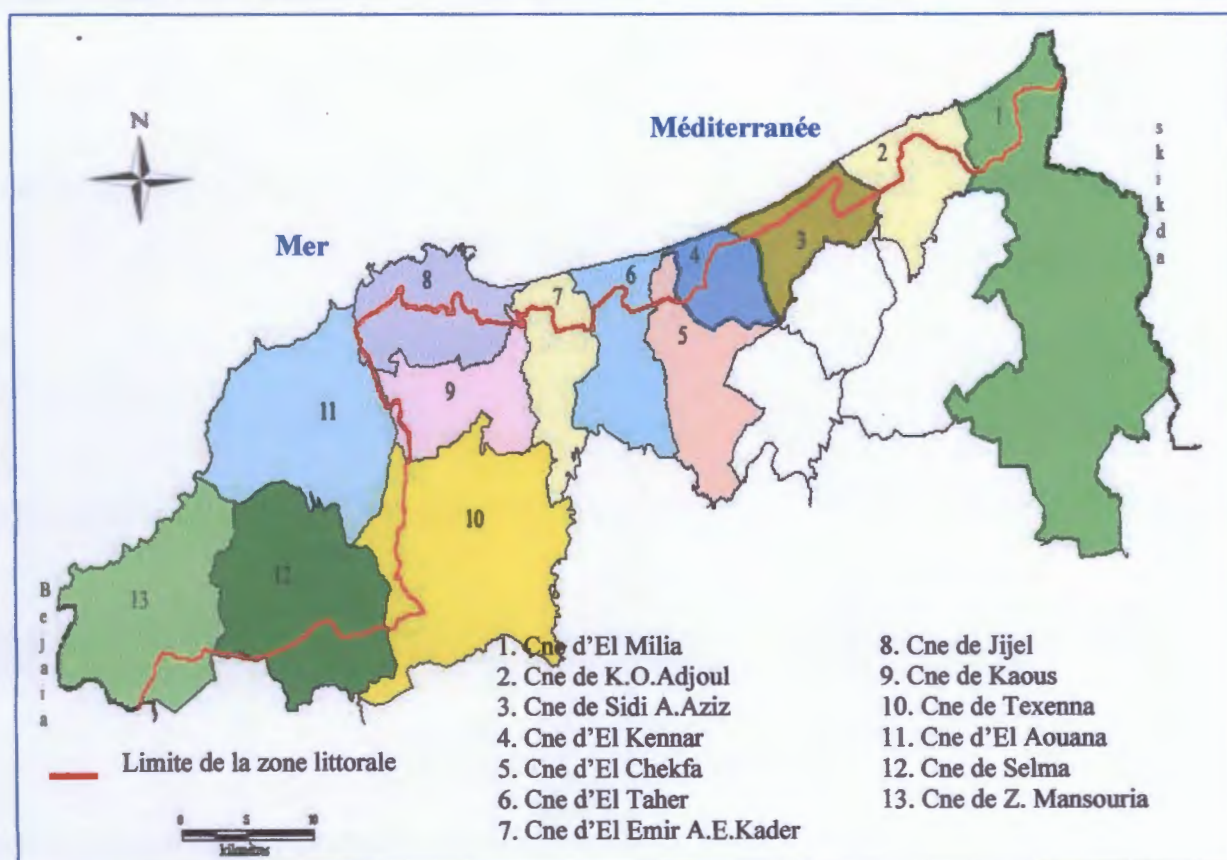 N
Méditerranée
Mer
skikda
Bejaia
1
2
3
4
5
6
7
8
9
10
11
12
13
Limite de la zone littorale
0 5 10
kilomètres
1. Cne d'El Milia
2. Cne de K.O.Adjoul
3. Cne de Sidi A.Aziz
4. Cne d'El Kennar
5. Cne d'El Chekfa
6. Cne d'El Taher
7. Cne d'El Emir A.E.Kader
8. Cne de Jijel
9. Cne de Kaous
10. Cne de Texenna
11. Cne d'El Aouana
12. Cne de Selma
13. Cne de Z. Mansouria